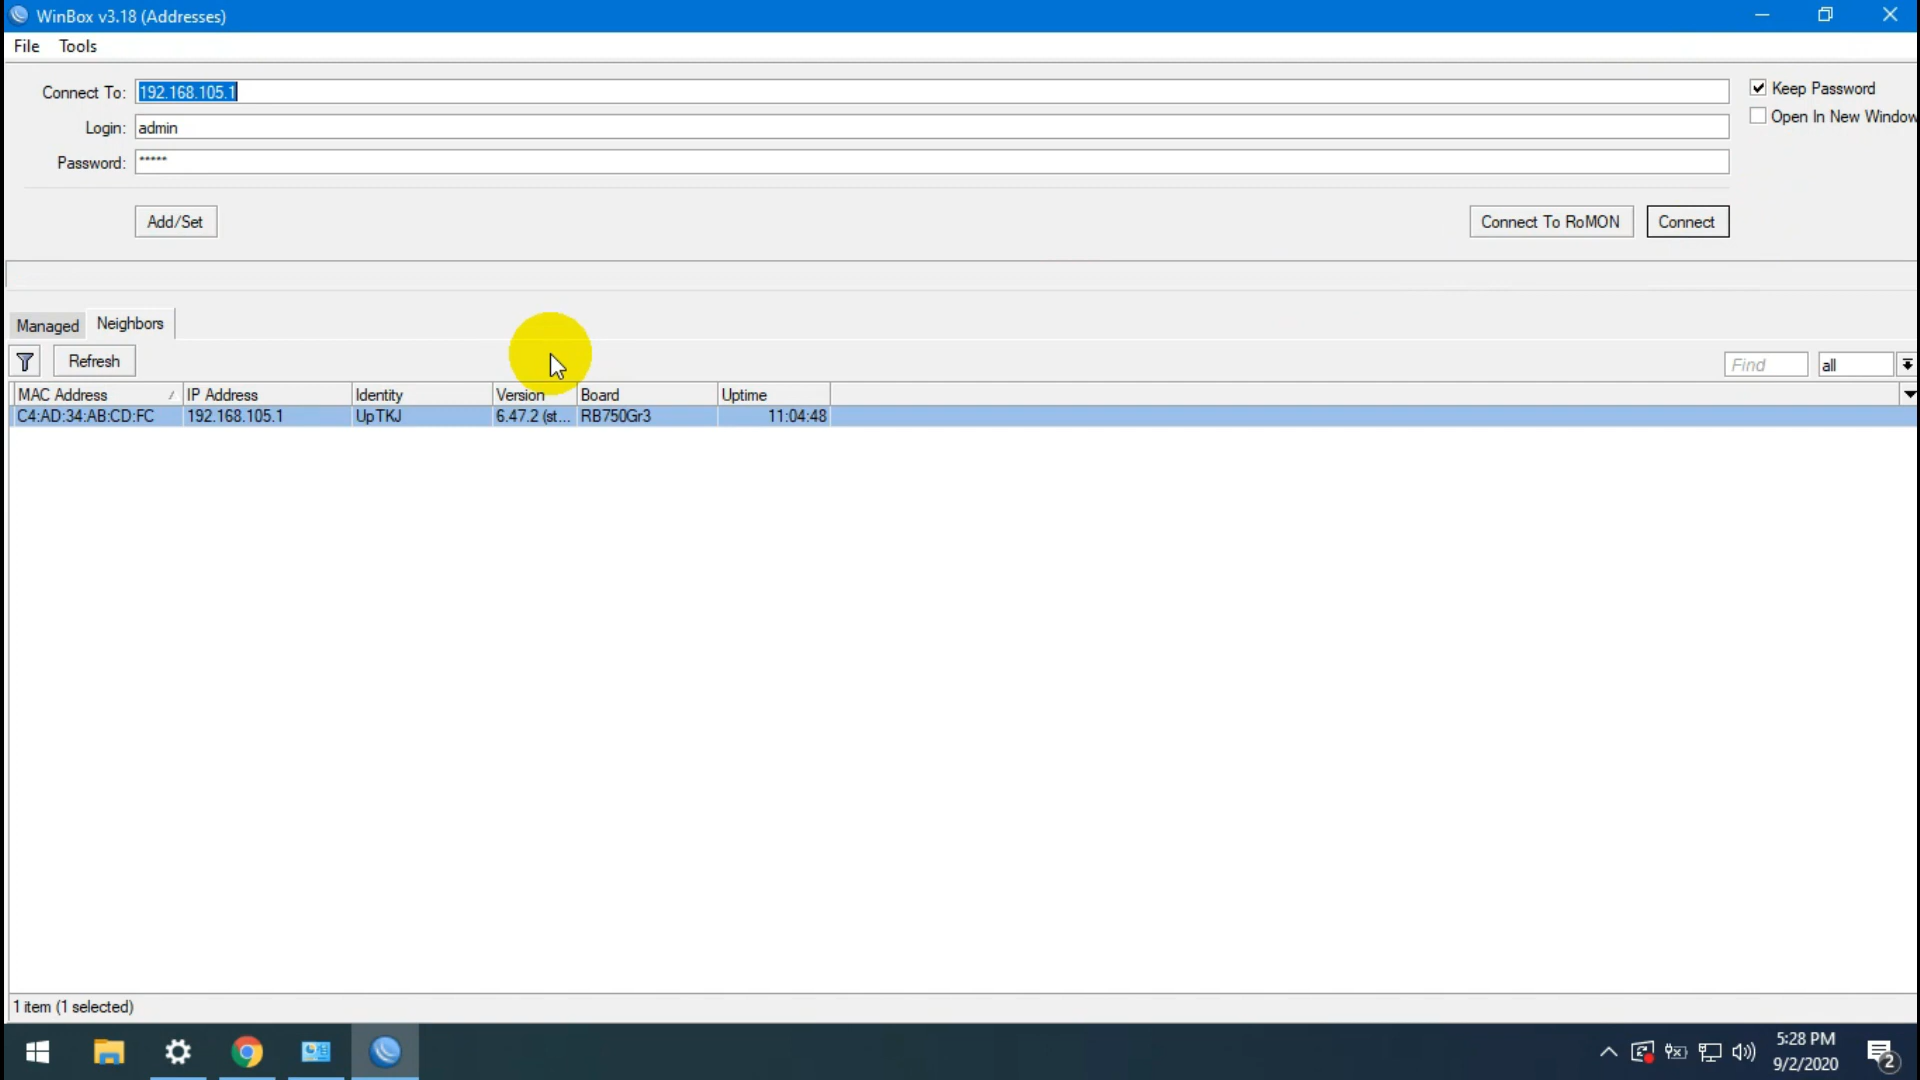 WinBox v3.18 (Addresses)
File Tools
Connect To: 192.168.105.1
Keep Password
Open In New Window
Login: admin
Password: *****
Add/Set
Connect To RoMON
Connect
Managed
Neighbors
Refresh
Find
all
MAC Address IP Address Identity Version Board Uptime
C4:AD:34:AB:CD:FC 192.168.105.1 UpTKJ 6.47.2 (st... RB750Gr3 11:04:48
1 item (1 selected)
5:28 PM
9/2/2020
2